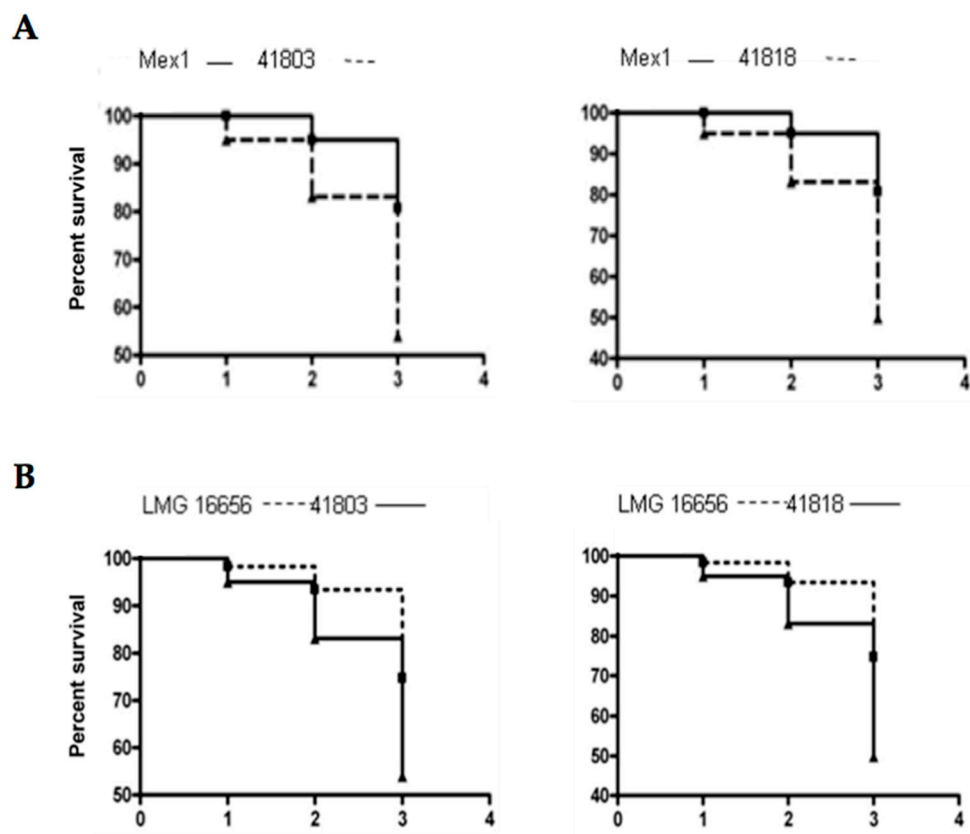 A
Mex1 — 41803 ---
Percent survival
100
90
80
70
60
50
0 1 2 3 4
Mex1 — 41818 ---
100
90
80
70
60
50
40
0 1 2 3 4
B
LMG 16656 ----- 41803 —
Percent survival
100
90
80
70
60
50
0 1 2 3 4
LMG 16656 ----- 41818 —
100
90
80
70
60
50
40
0 1 2 3 4